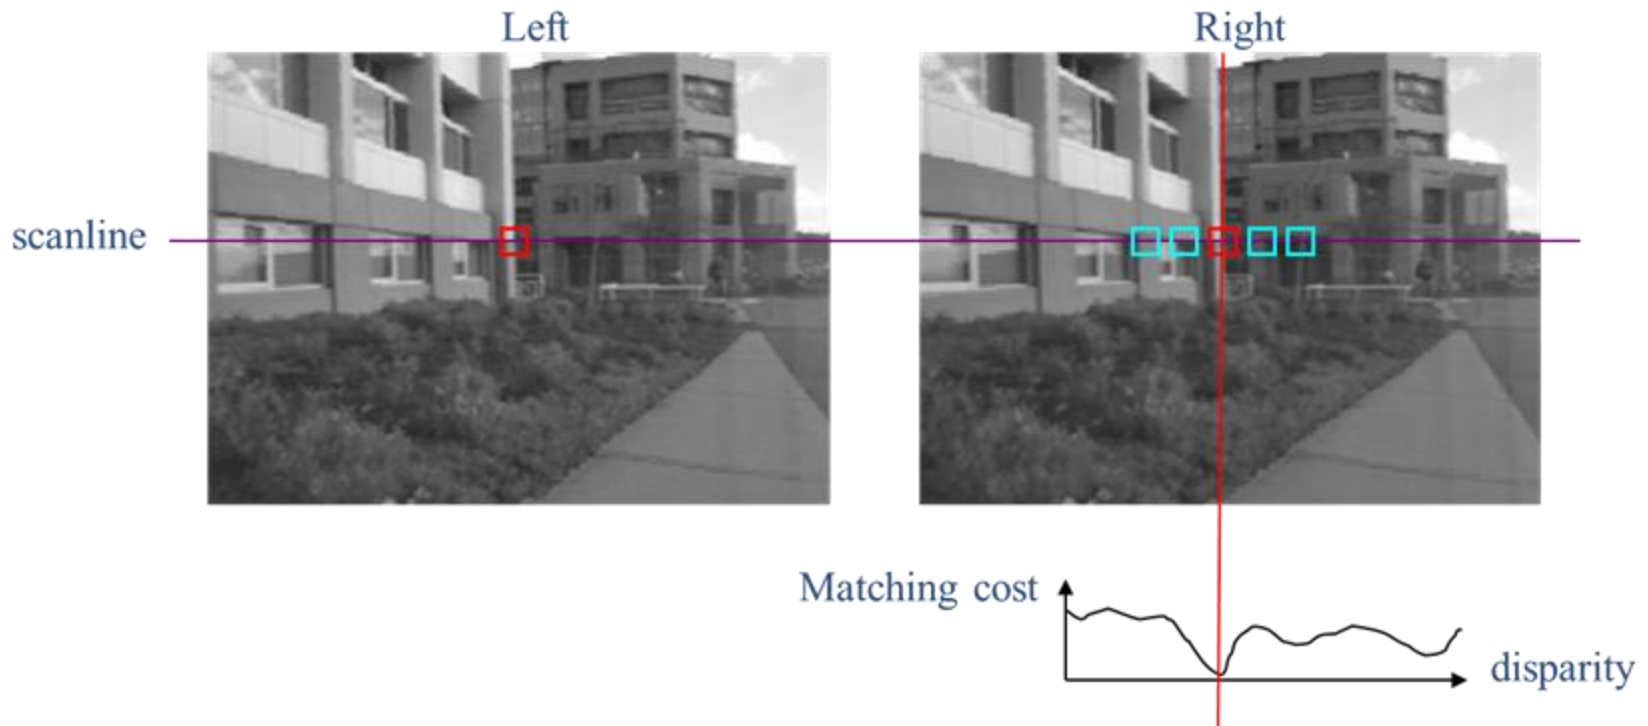 Left
Right
scanline
Matching cost
disparity